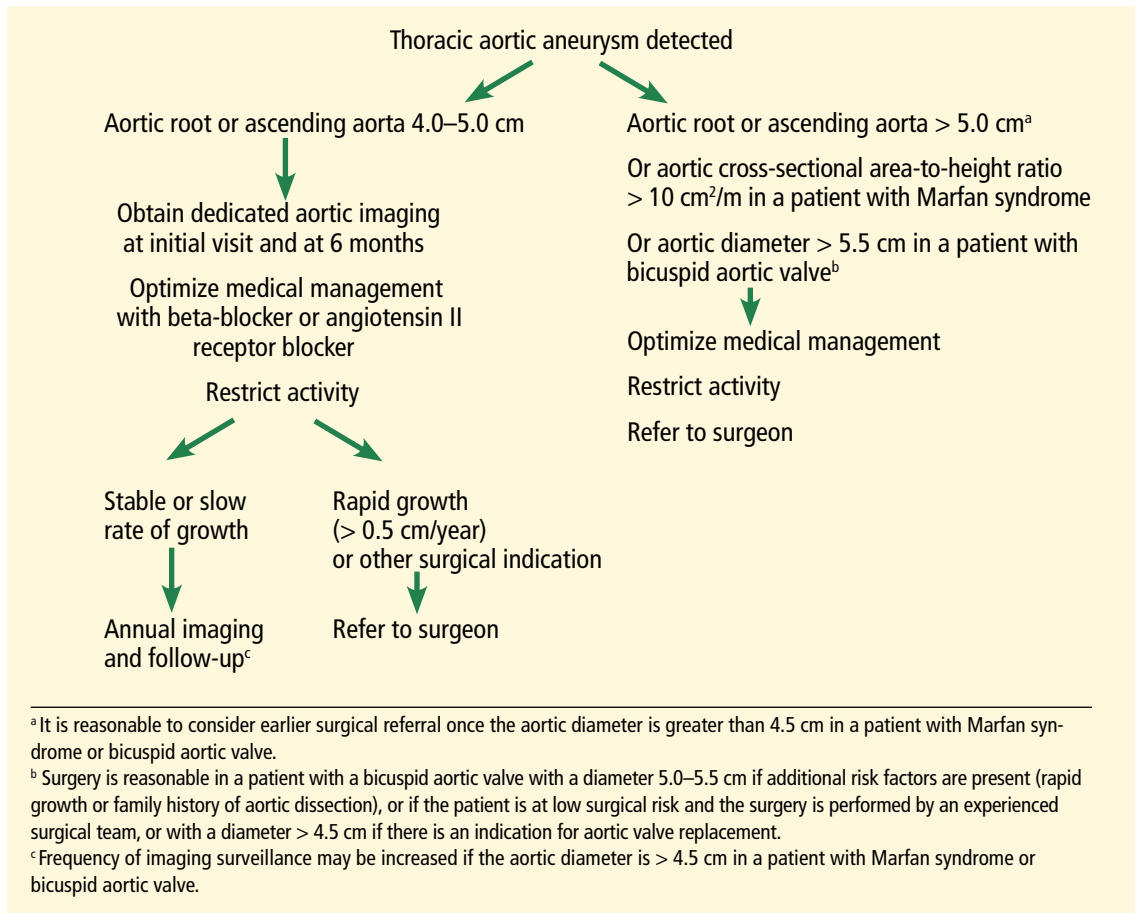 Thoracic aortic aneurysm detected
Aortic root or ascending aorta 4.0–5.0 cm
Obtain dedicated aortic imaging
at initial visit and at 6 months
Optimize medical management
with beta-blocker or angiotensin II
receptor blocker
Restrict activity
Stable or slow
rate of growth
Annual imaging
and follow-upᶜ
Rapid growth
(> 0.5 cm/year)
or other surgical indication
Refer to surgeon
Aortic root or ascending aorta > 5.0 cmᵃ
Or aortic cross-sectional area-to-height ratio
> 10 cm²/m in a patient with Marfan syndrome
Or aortic diameter > 5.5 cm in a patient with
bicuspid aortic valveᵇ
Optimize medical management
Restrict activity
Refer to surgeon
ᵃ It is reasonable to consider earlier surgical referral once the aortic diameter is greater than 4.5 cm in a patient with Marfan syn-
drome or bicuspid aortic valve.
ᵇ Surgery is reasonable in a patient with a bicuspid aortic valve with a diameter 5.0–5.5 cm if additional risk factors are present (rapid
growth or family history of aortic dissection), or if the patient is at low surgical risk and the surgery is performed by an experienced
surgical team, or with a diameter > 4.5 cm if there is an indication for aortic valve replacement.
ᶜ Frequency of imaging surveillance may be increased if the aortic diameter is > 4.5 cm in a patient with Marfan syndrome or
bicuspid aortic valve.